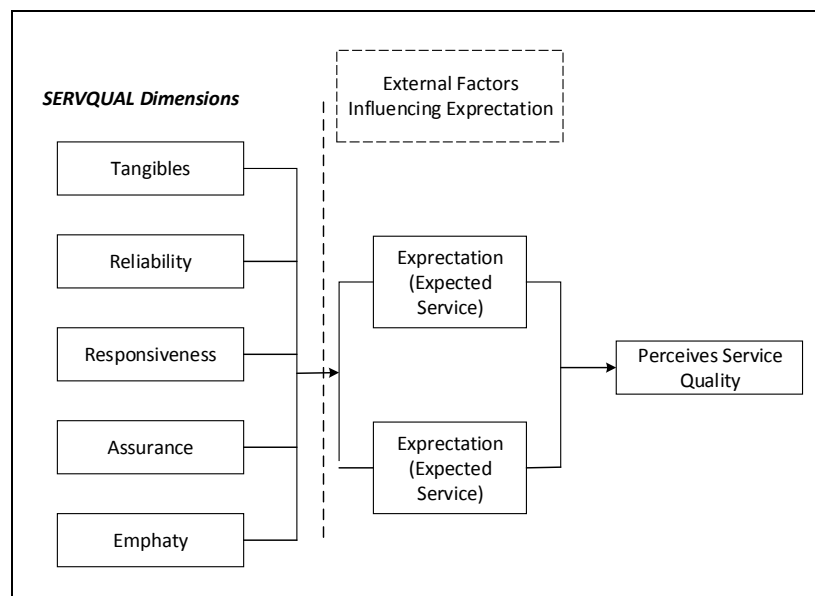 SERVQUAL Dimensions
External Factors
Influencing Exprectation
Tangibles
Reliability
Responsiveness
Assurance
Emphaty
Exprectation
(Expected
Service)
Exprectation
(Expected
Service)
Perceives Service
Quality